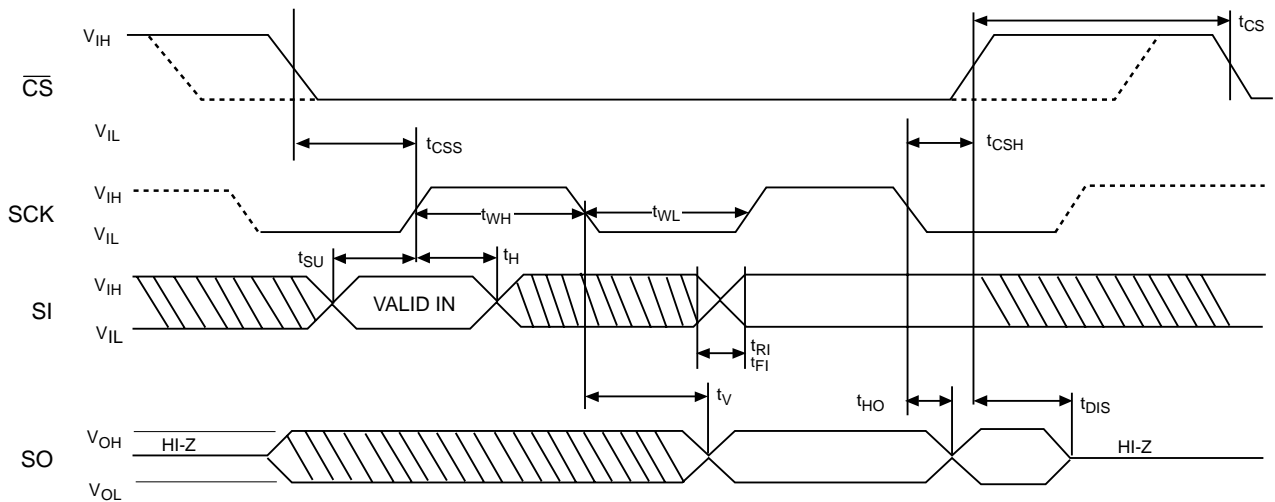 VIH
tCS
CS
VIL
tCSS
tCSH
VIH
SCK
tWH
tWL
VIL
tSU
tH
VIH
SI
VALID IN
VIL
tRI
tFI
tV
tHO
tDIS
VOH
HI-Z
HI-Z
SO
VOL